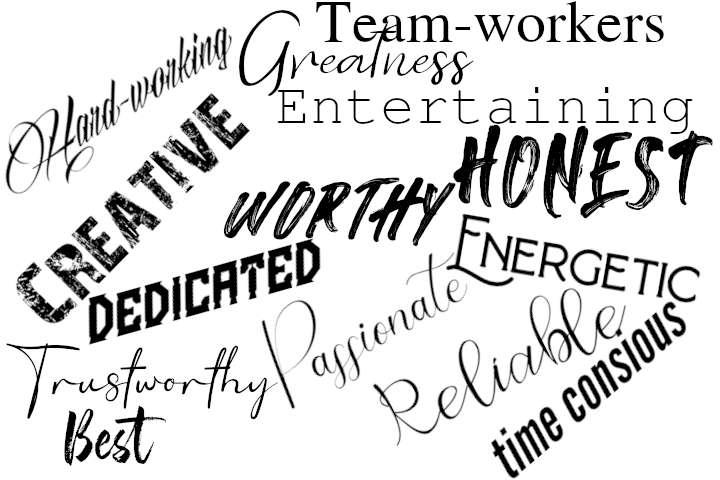 Team-workers
Greatness
Hard-working
Entertaining
HONEST
CREATIVE
WORTHY
ENERGETIC
DEDICATED
Passionate
Reliable
time consious
Trustworthy
Best